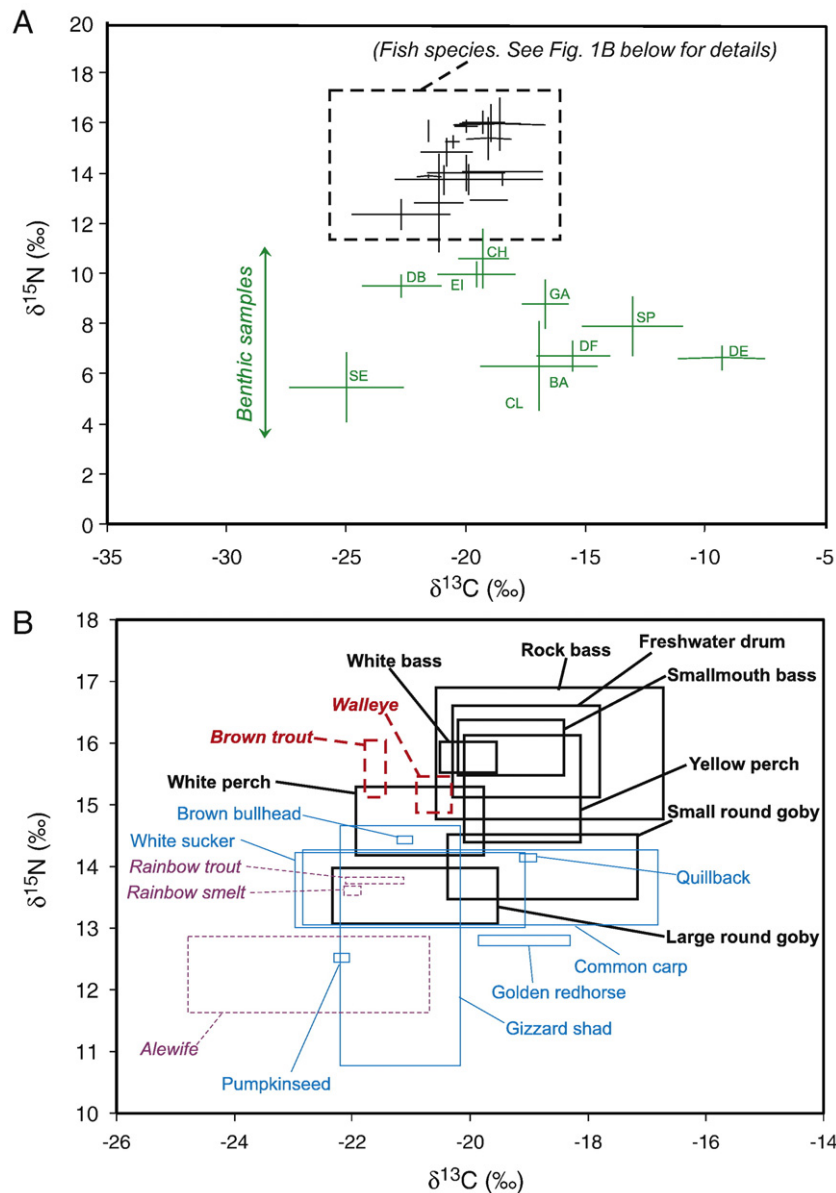 A
(Fish species. See Fig. 1B below for details)
20
18
16
14
12
10
8
6
4
2
0
δ15N (‰)
Benthic samples
CH
DB
EI
GA
SP
DF
DE
SE
BA
CL
-35
-30
-25
-20
-15
-10
-5
δ13C (‰)
B
18
17
16
15
14
13
12
11
10
δ15N (‰)
Freshwater drum
Rock bass
White bass
Smallmouth bass
Walleye
Brown trout
Yellow perch
White perch
Small round goby
Brown bullhead
White sucker
Rainbow trout
Quillback
Rainbow smelt
Large round goby
Common carp
Golden redhorse
Gizzard shad
Alewife
Pumpkinseed
-26
-24
-22
-20
-18
-16
-14
δ13C (‰)